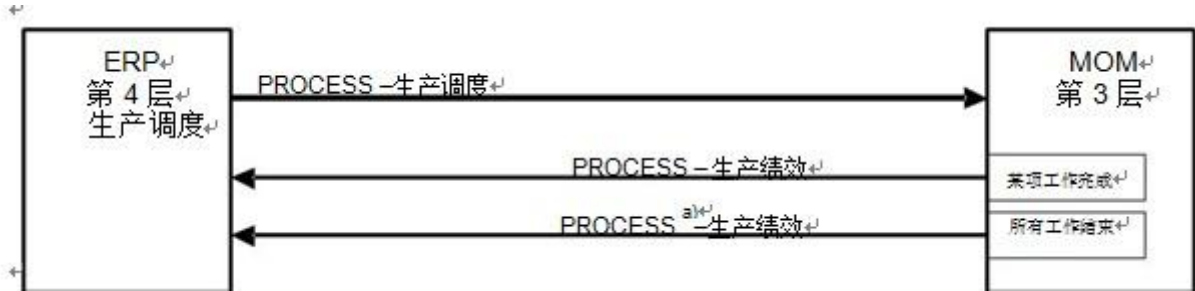 ERP
第 4 层
生产调度
PROCESS –生产调度
MOM
第 3 层
PROCESS – 生产绩效
某项工作完成
PROCESS a) –生产绩效
所有工作结束